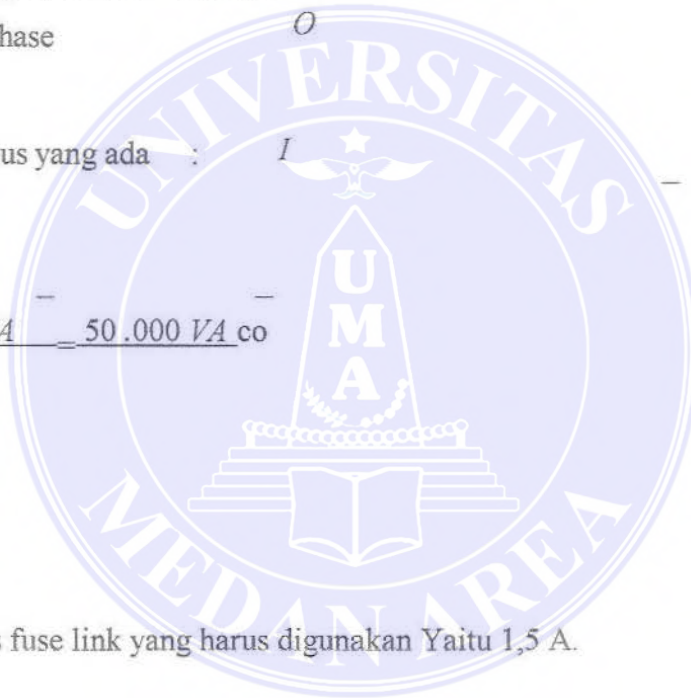 hase O
us yang ada : I
A = 50.000 VA co
UNIVERSITAS
UMA
MEDAN AREA
s fuse link yang harus digunakan Yaitu 1,5 A.